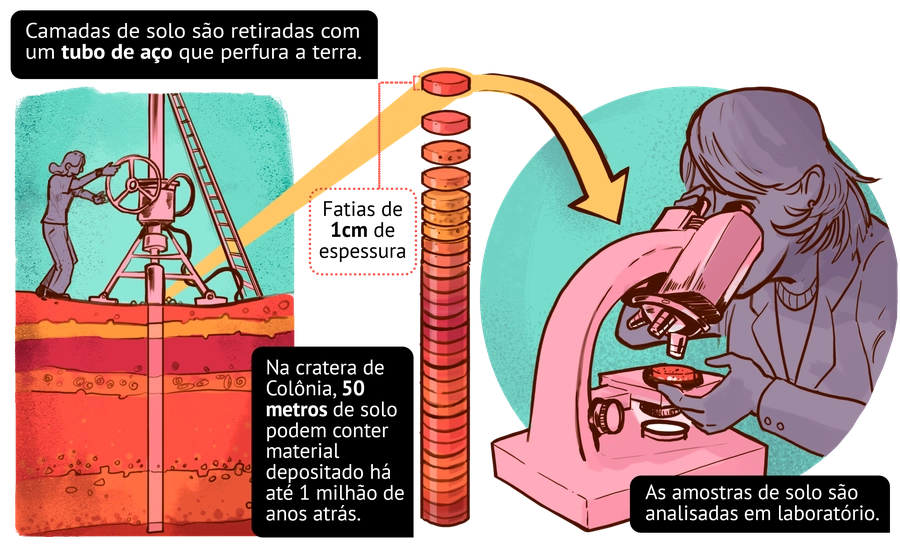 Camadas de solo são retiradas com
um tubo de aço que perfura a terra.
Fatias de
1cm de
espessura
Na cratera de
Colônia, 50
metros de solo
podem conter
material
depositado há
até 1 milhão de
anos atrás.
As amostras de solo são
analisadas em laboratório.